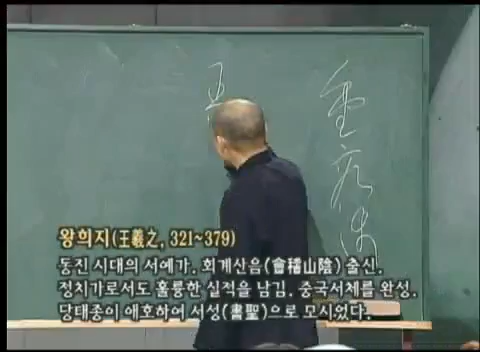 왕희지(王羲之, 321~379)
동진 시대의 서예가. 회계산음(會稽山陰) 출신.
정치가로서도 훌륭한 실적을 남김. 중국서체를 완성.
당대종이 애호하여 서성(書聖)으로 모시었다.